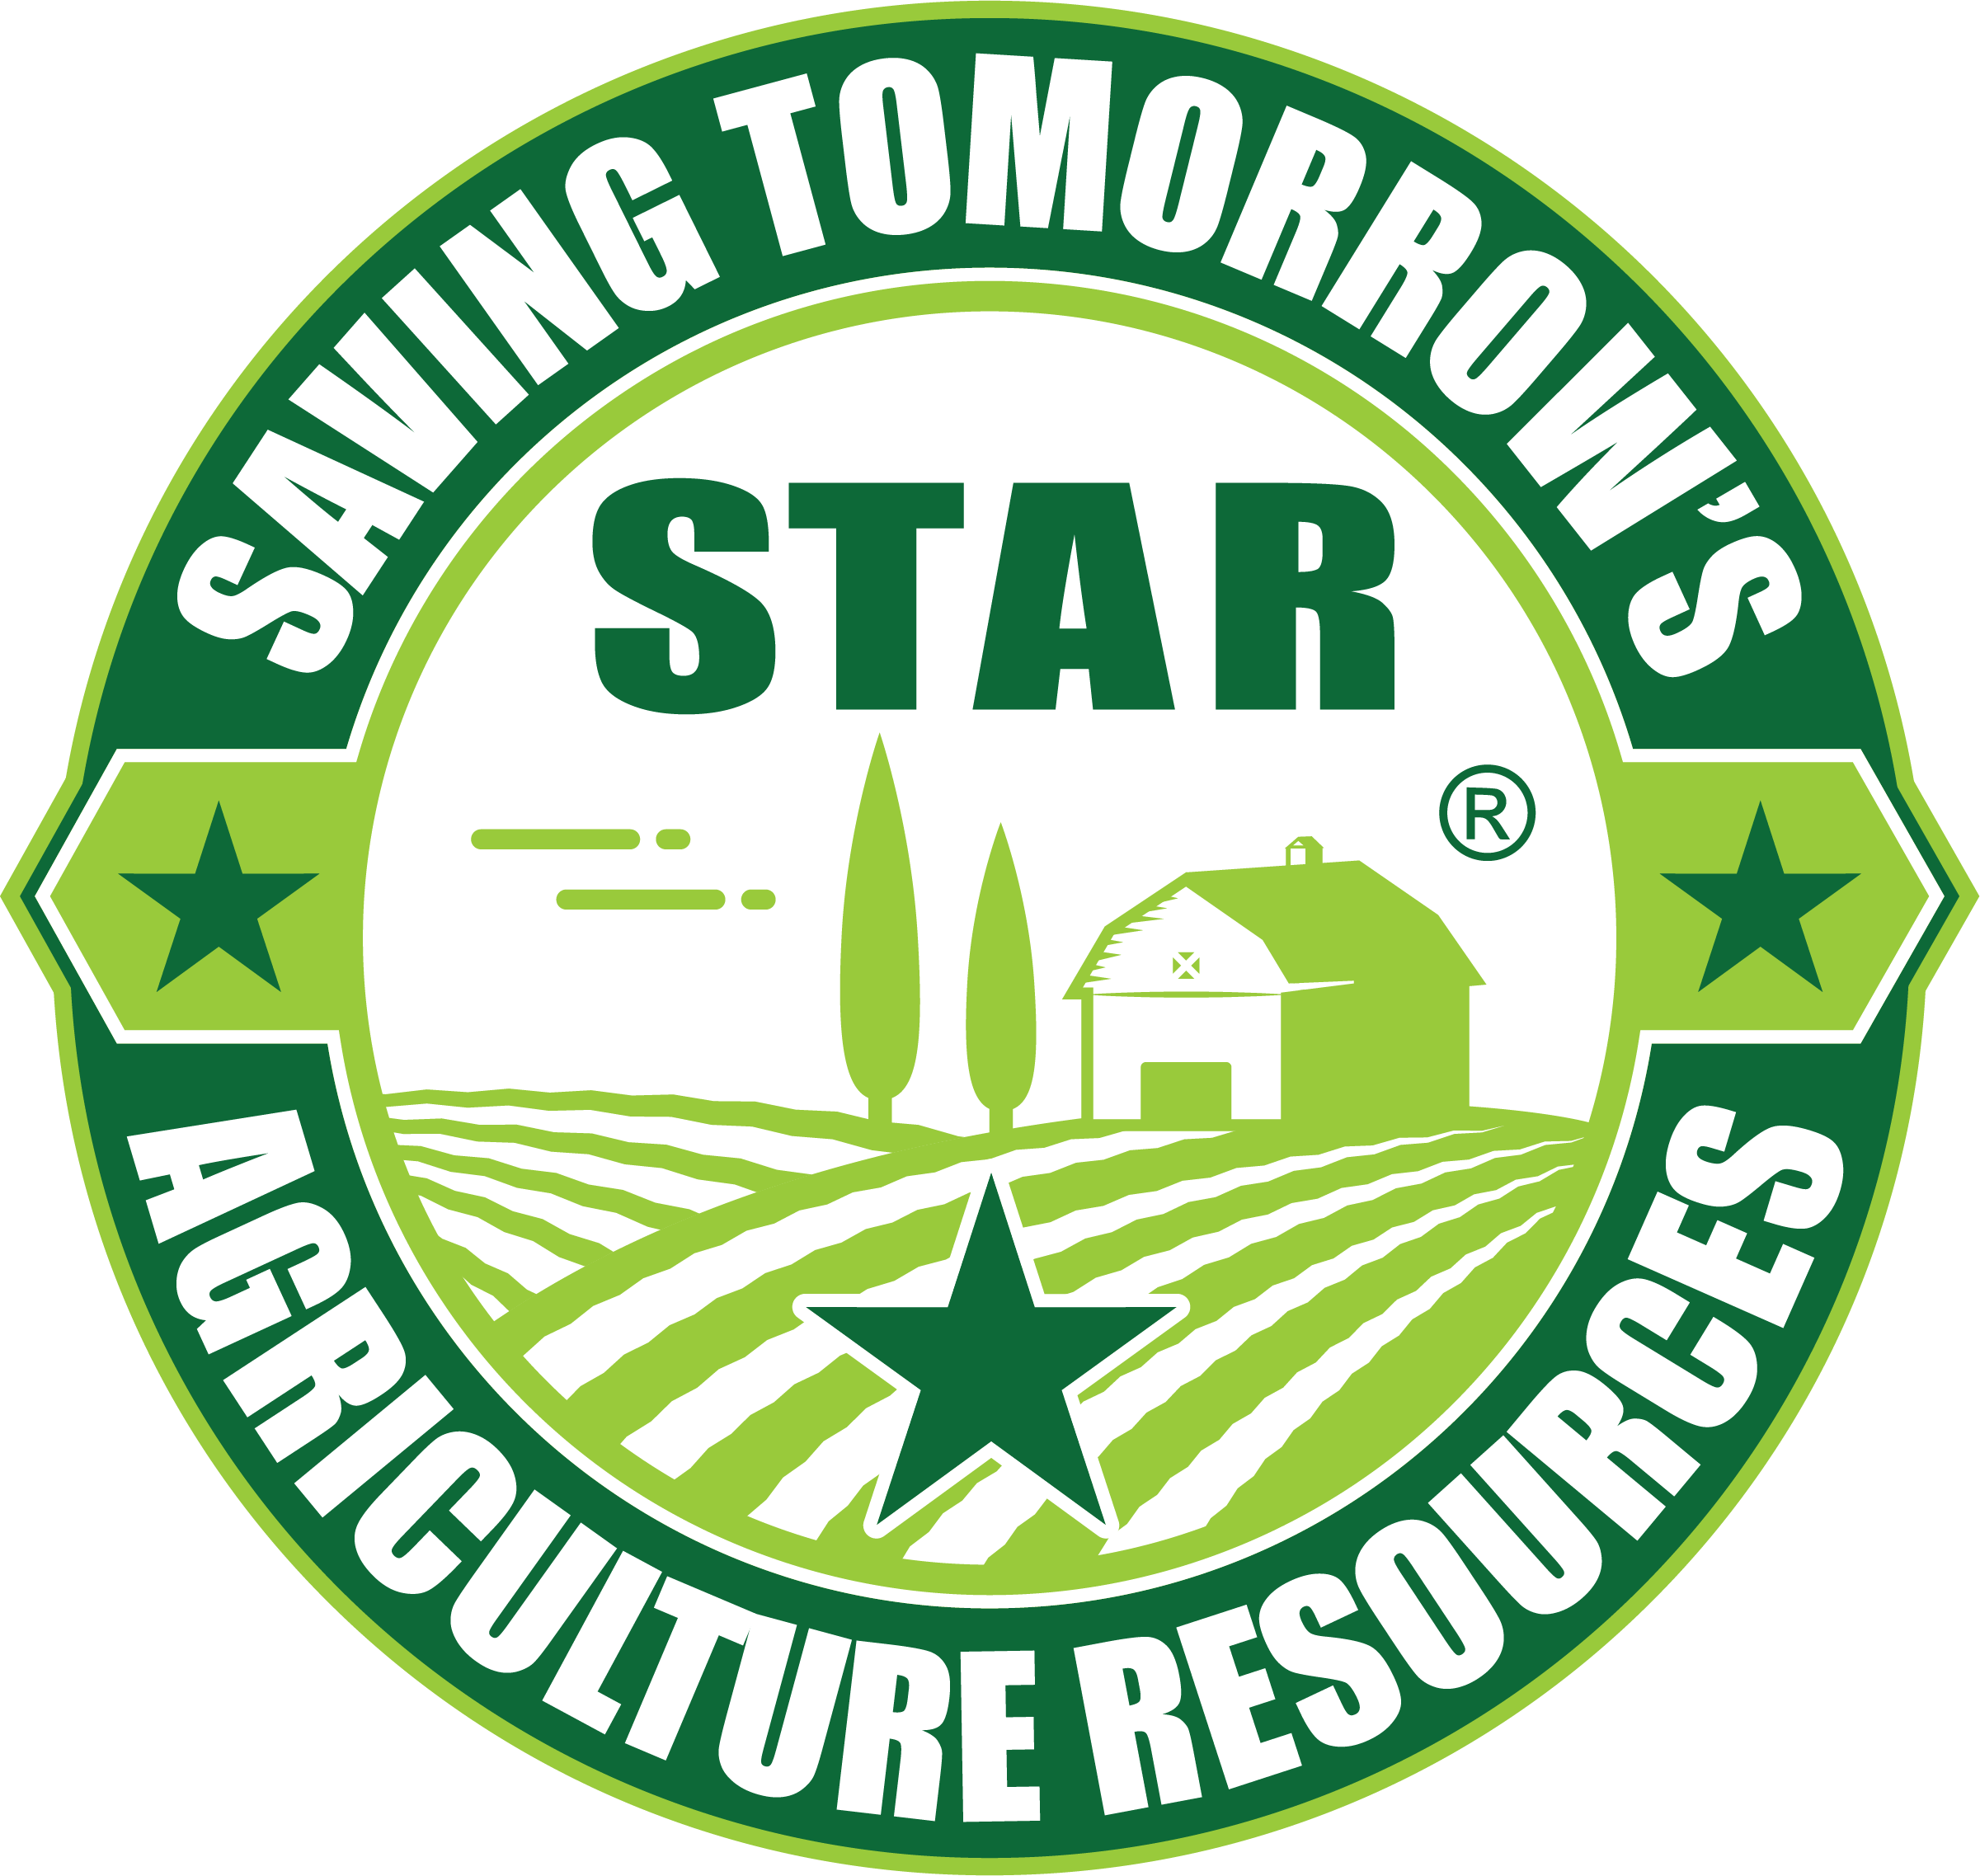 SAVING TOMORROW'S
STAR
®
AGRICULTURE RESOURCES